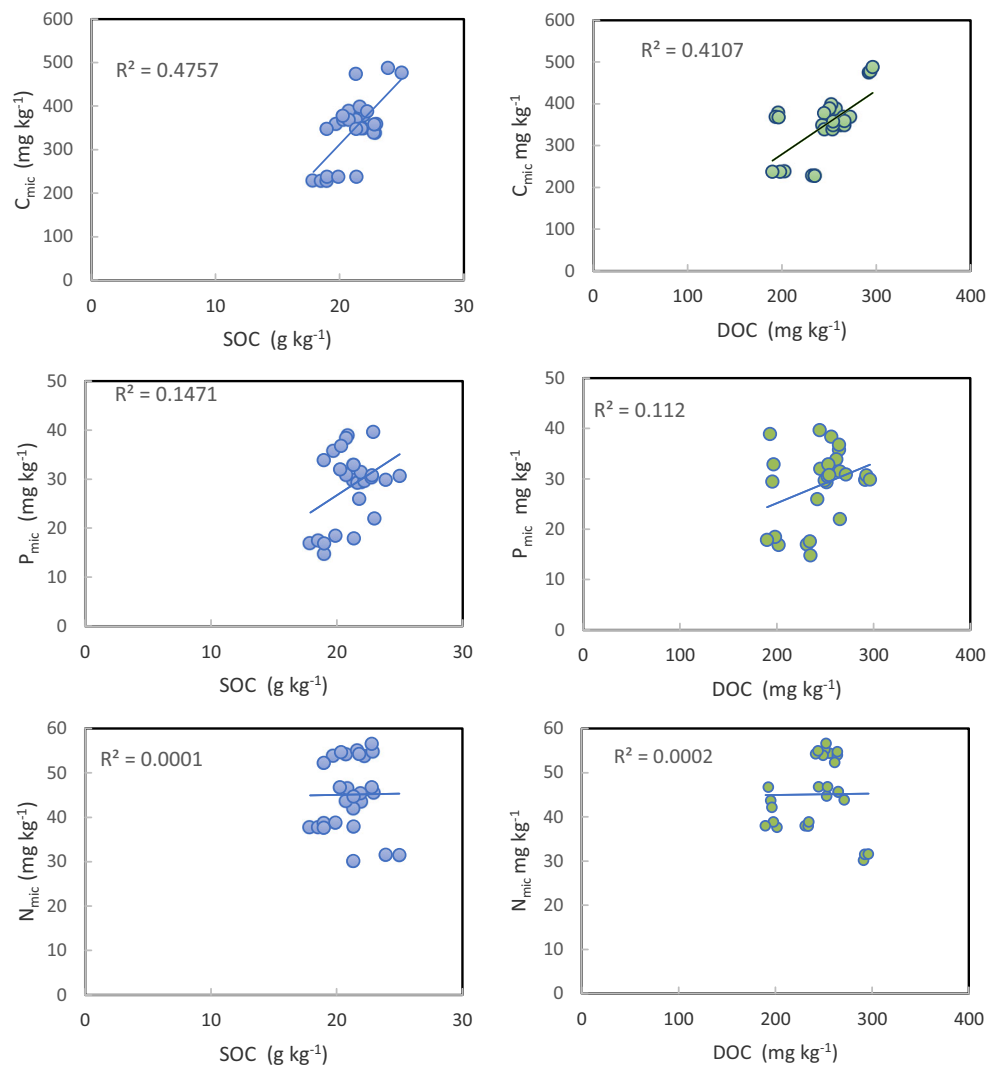 600
500
400
300
200
100
0
C_mic (mg kg⁻¹)
R² = 0.4757
0 10 20 30
SOC (g kg⁻¹)
600
500
400
300
200
100
0
C_mic mg kg⁻¹
R² = 0.4107
0 100 200 300 400
DOC (mg kg⁻¹)
50
40
30
20
10
0
P_mic (mg kg⁻¹)
R² = 0.1471
0 10 20 30
SOC (g kg⁻¹)
50
40
30
20
10
0
P_mic mg kg⁻¹
R² = 0.112
0 100 200 300 400
DOC (mg kg⁻¹)
60
50
40
30
20
10
0
N_mic (mg kg⁻¹)
R² = 0.0001
0 10 20 30
SOC (g kg⁻¹)
60
50
40
30
20
10
0
N_mic mg kg⁻¹
R² = 0.0002
0 100 200 300 400
DOC (mg kg⁻¹)